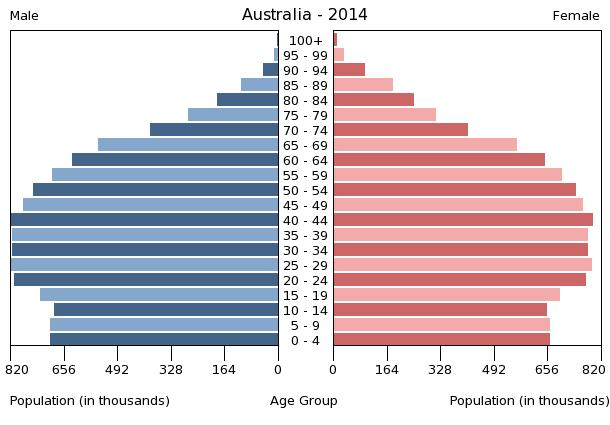 Male Australia - 2014 Female
100+
95 - 99
90 - 94
85 - 89
80 - 84
75 - 79
70 - 74
65 - 69
60 - 64
55 - 59
50 - 54
45 - 49
40 - 44
35 - 39
30 - 34
25 - 29
20 - 24
15 - 19
10 - 14
5 - 9
0 - 4
820 656 492 328 164 0 0 164 328 492 656 820
Population (in thousands) Age Group Population (in thousands)